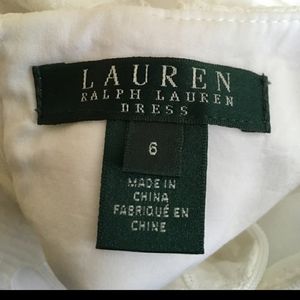 LAUREN
RALPH LAUREN
DRESS
6
MADE IN
CHINA
FABRIQUÉ EN
CHINE